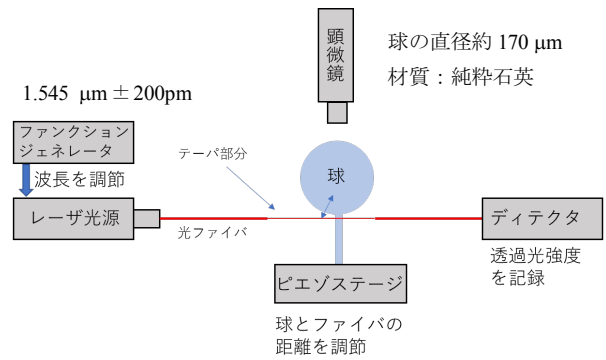 顕微鏡
球の直径約 170 μm
材質：純粋石英
1.545 μm ± 200pm
ファンクション
ジェネレータ
波長を調節
テーパ部分
球
レーザ光源
光ファイバ
ディテクタ
透過光強度
を記録
ピエゾステージ
球とファイバの
距離を調節